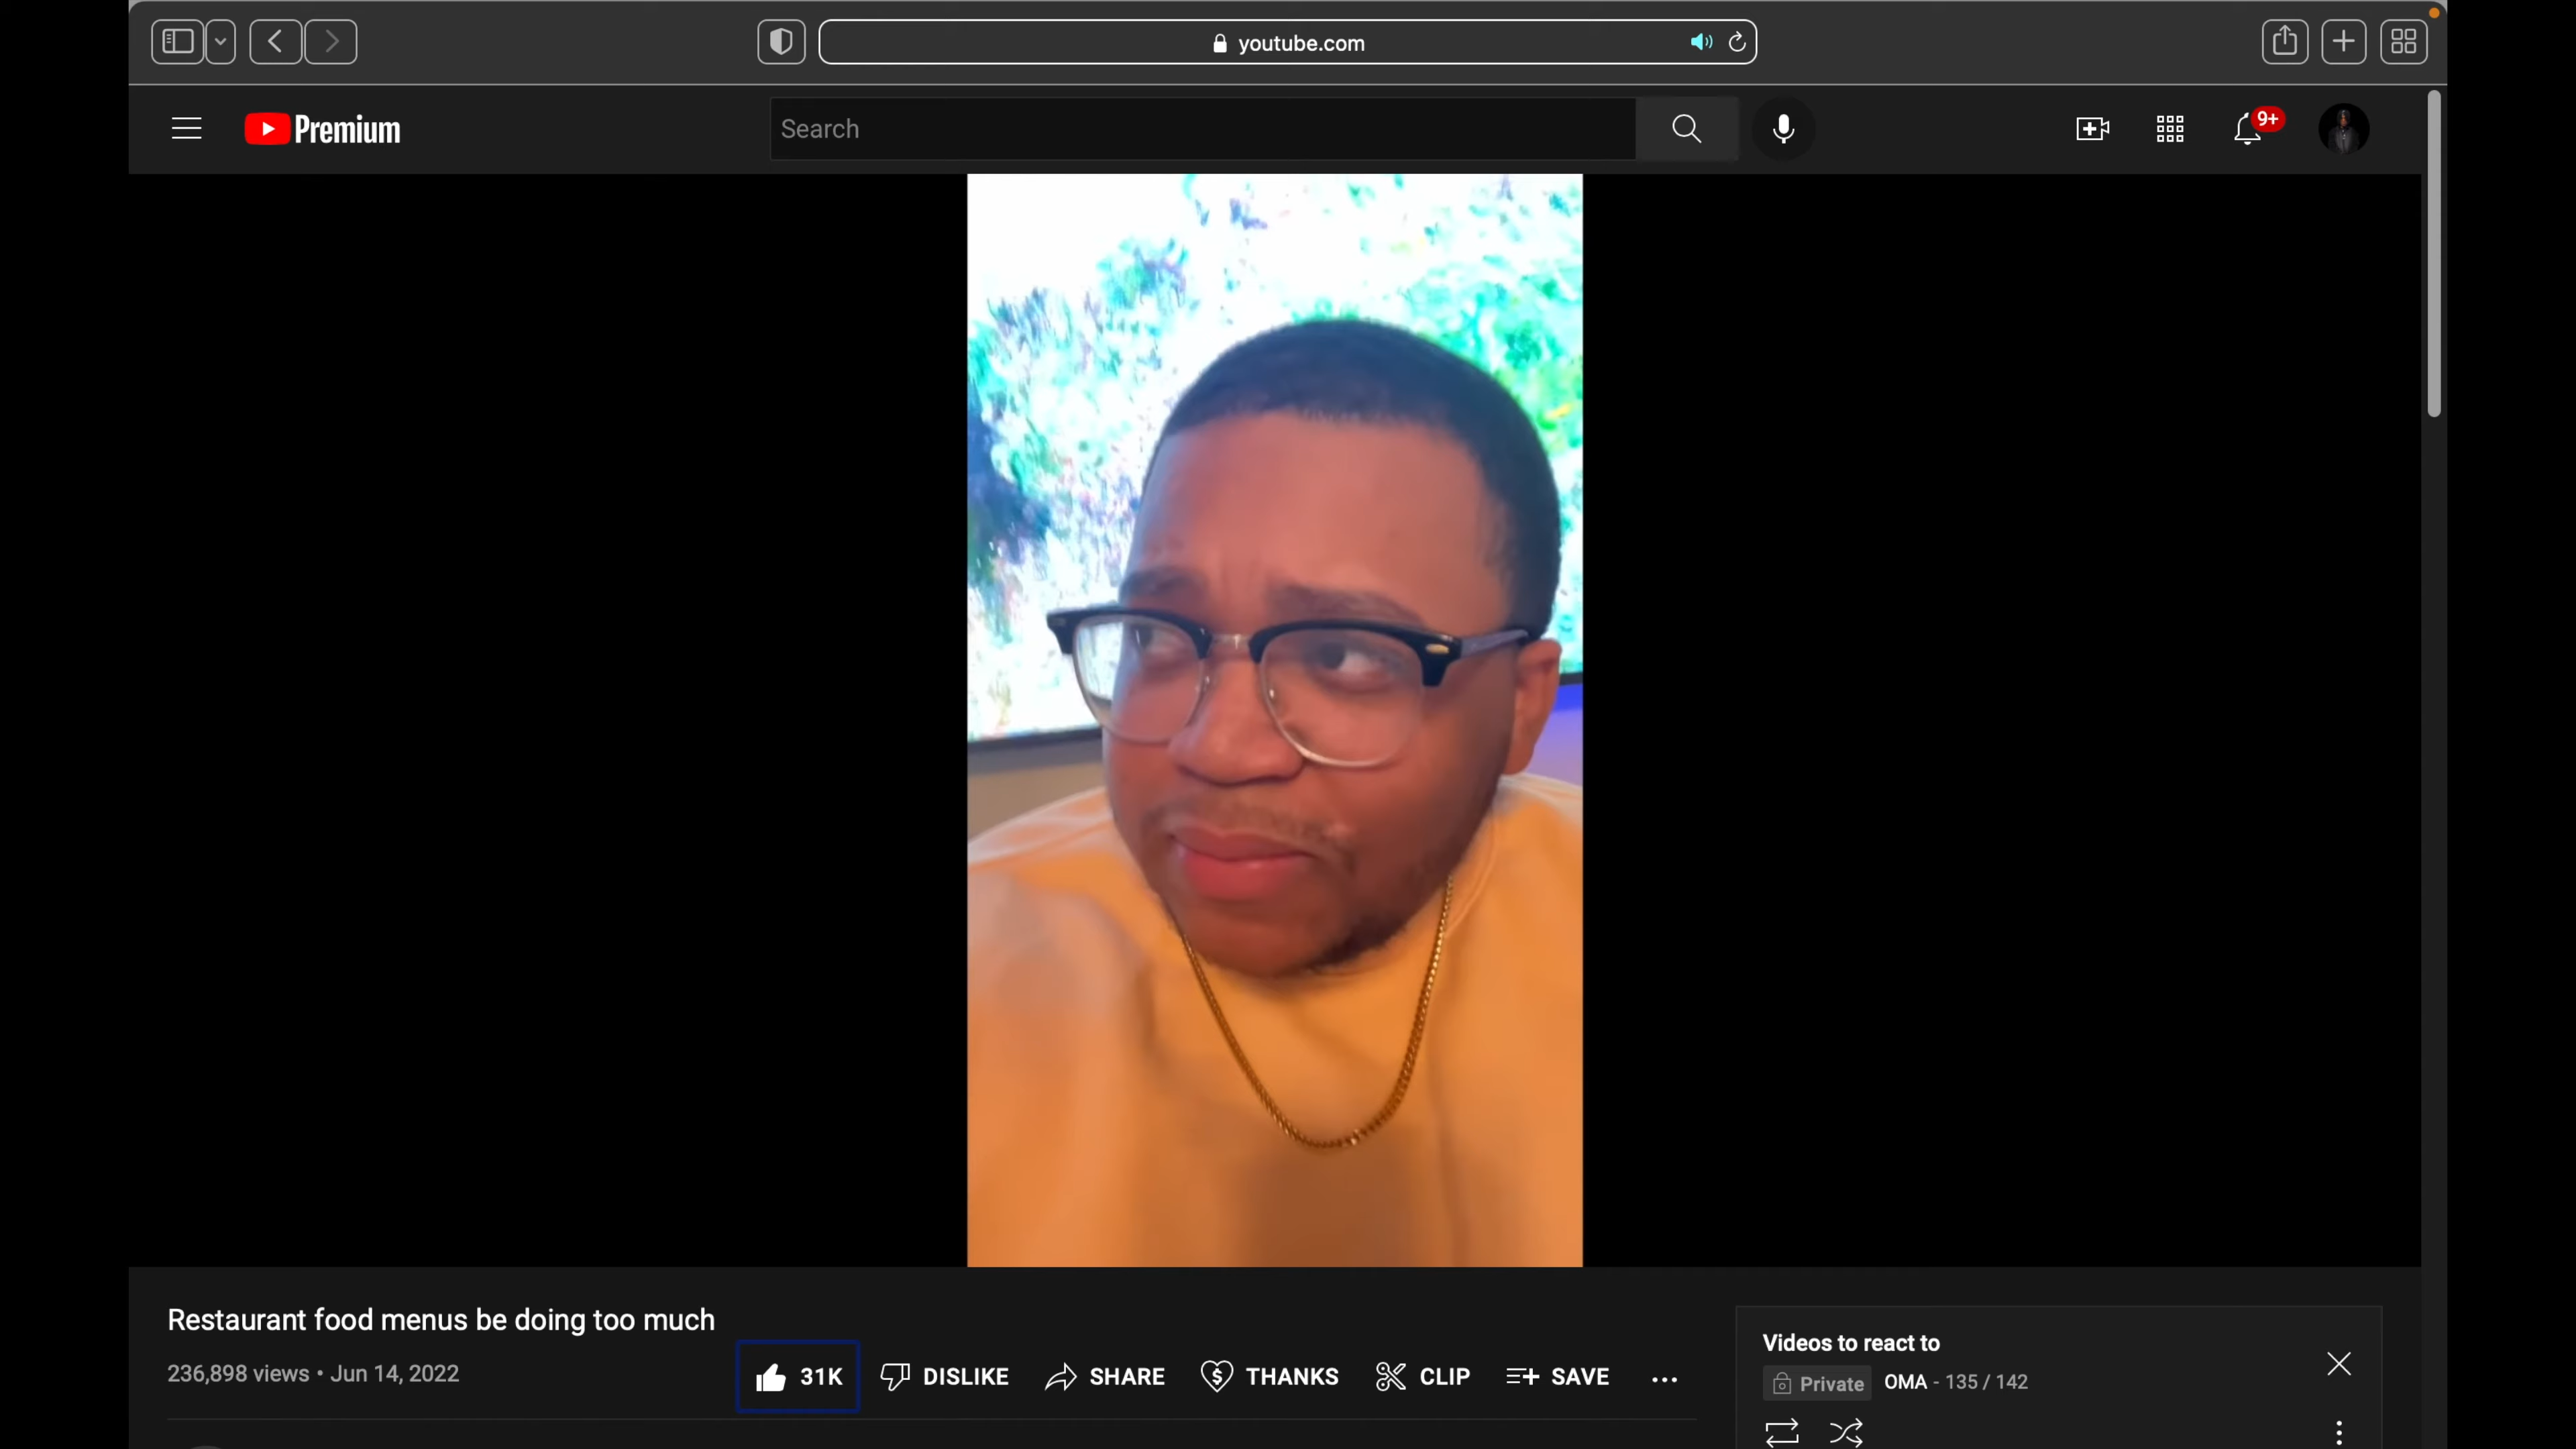 youtube.com
Premium
Search
9+
Restaurant food menus be doing too much
236,898 views • Jun 14, 2022
31K
DISLIKE
SHARE
THANKS
CLIP
SAVE
Videos to react to
Private
OMA - 135 / 142